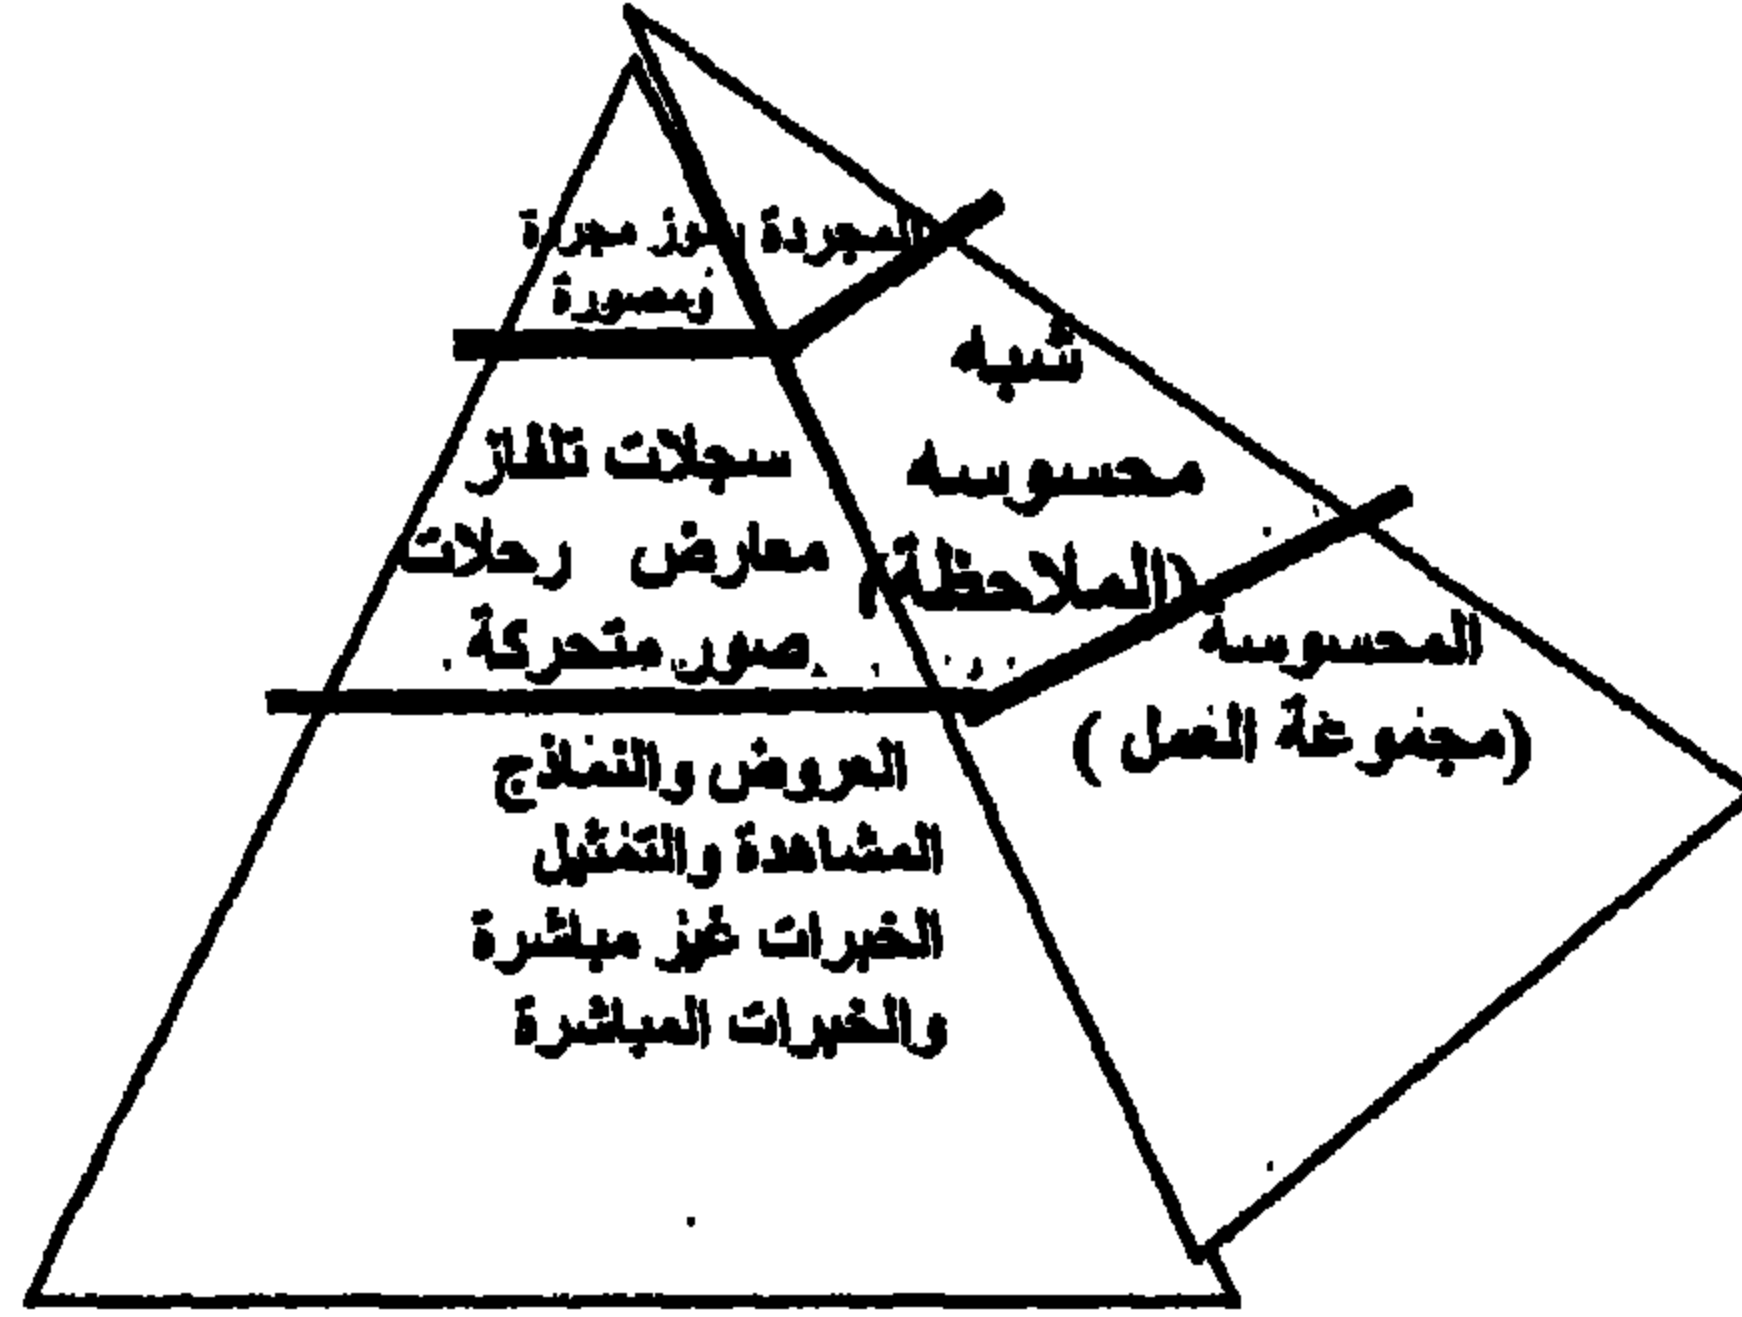 المجردة
رموز مجردة
ومصورة
شبه
محسوسه
(الملاحظة)
سجلات تلفاز
معارض رحلات
صور متحركة
المحسوسة
(مجموعة العمل)
العروض والنماذج
المشاهدة والتمثيل
الخبرات غير مباشرة
والخبرات المباشرة